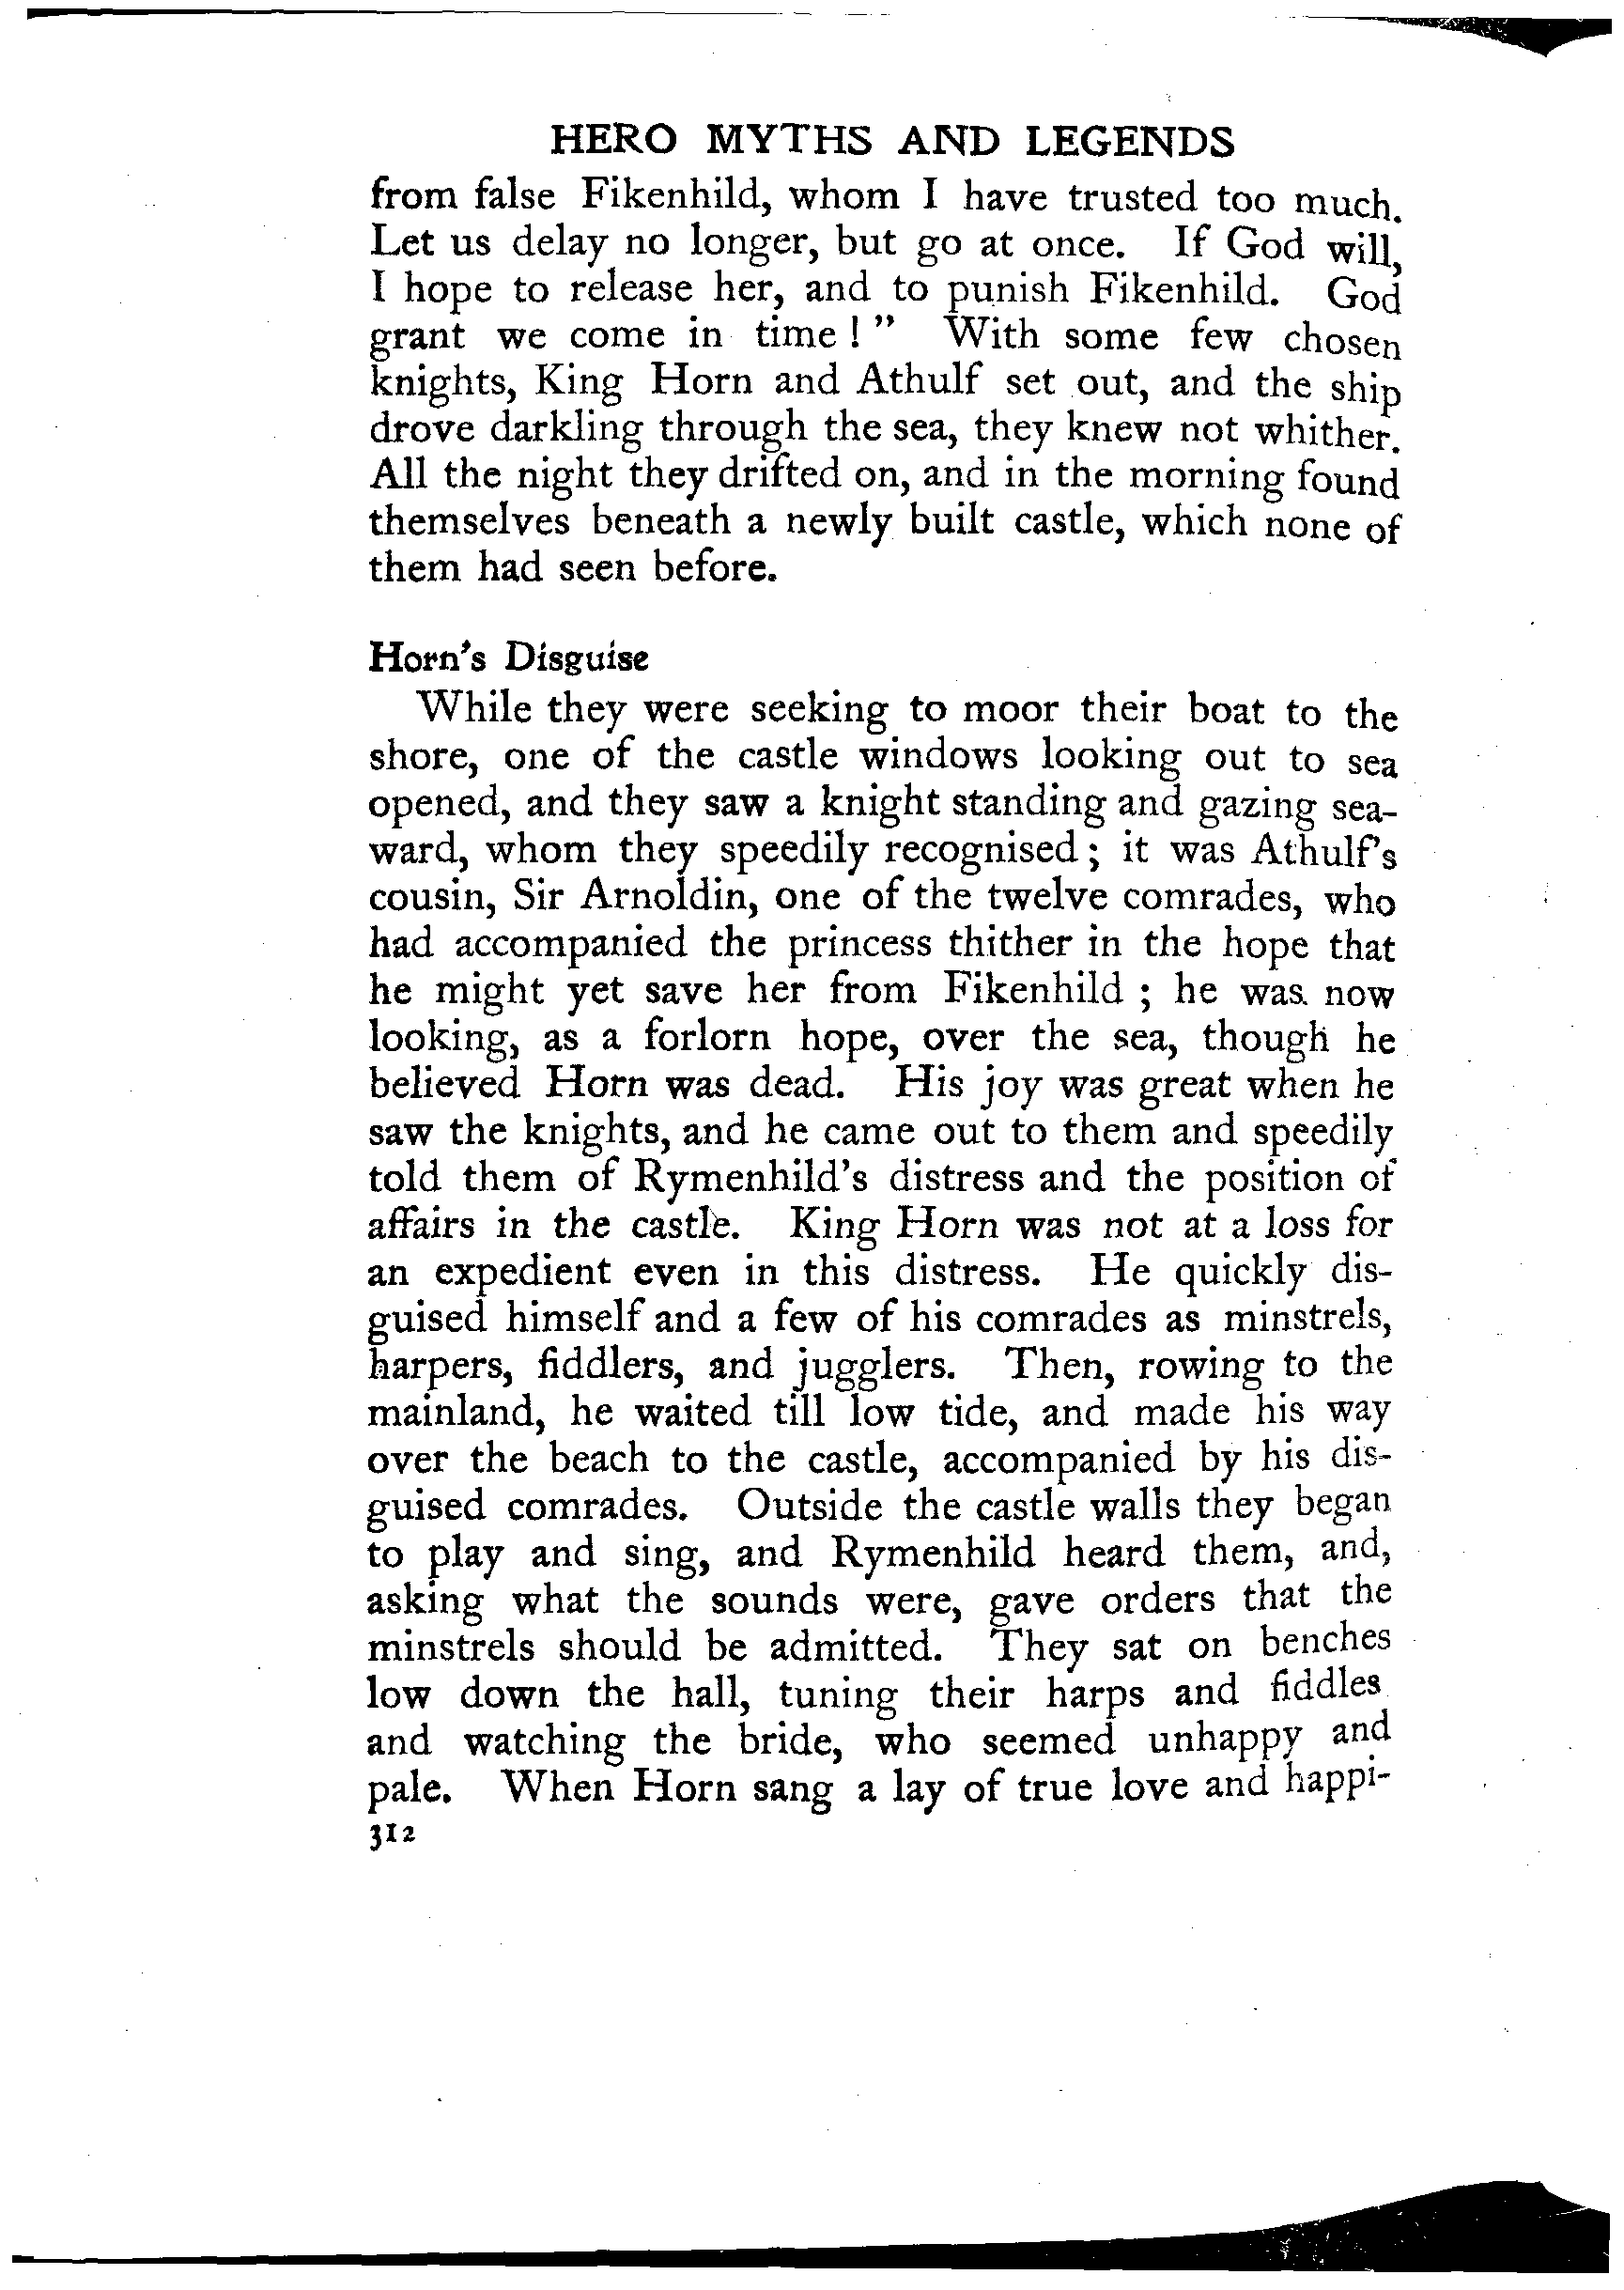 HERO MYTHS AND LEGENDS
from false Fikenhild, whom I have trusted too much.
Let us delay no longer, but go at once. If God will,
I hope to release her, and to punish Fikenhild. God
grant we come in time ! ” With some few chosen
knights, King Horn and Athulf set out, and the ship
drove darkling through the sea, they knew not whither.
All the night they drifted on, and in the morning found
themselves beneath a newly built castle, which none of
them had seen before.
Horn's Disguise
While they were seeking to moor their boat to the
shore, one of the castle windows looking out to sea
opened, and they saw a knight standing and gazing sea-
ward, whom they speedily recognised ; it was Athulf's
cousin, Sir Arnoldin, one of the twelve comrades, who
had accompanied the princess thither in the hope that
he might yet save her from Fikenhild ; he was now
looking, as a forlorn hope, over the sea, though he
believed Horn was dead. His joy was great when he
saw the knights, and he came out to them and speedily
told them of Rymenhild's distress and the position of
affairs in the castle. King Horn was not at a loss for
an expedient even in this distress. He quickly dis-
guised himself and a few of his comrades as minstrels,
harpers, fiddlers, and jugglers. Then, rowing to the
mainland, he waited till low tide, and made his way
over the beach to the castle, accompanied by his dis-
guised comrades. Outside the castle walls they began
to play and sing, and Rymenhild heard them, and,
asking what the sounds were, gave orders that the
minstrels should be admitted. They sat on benches
low down the hall, tuning their harps and fiddles
and watching the bride, who seemed unhappy and
pale. When Horn sang a lay of true love and happi-
312